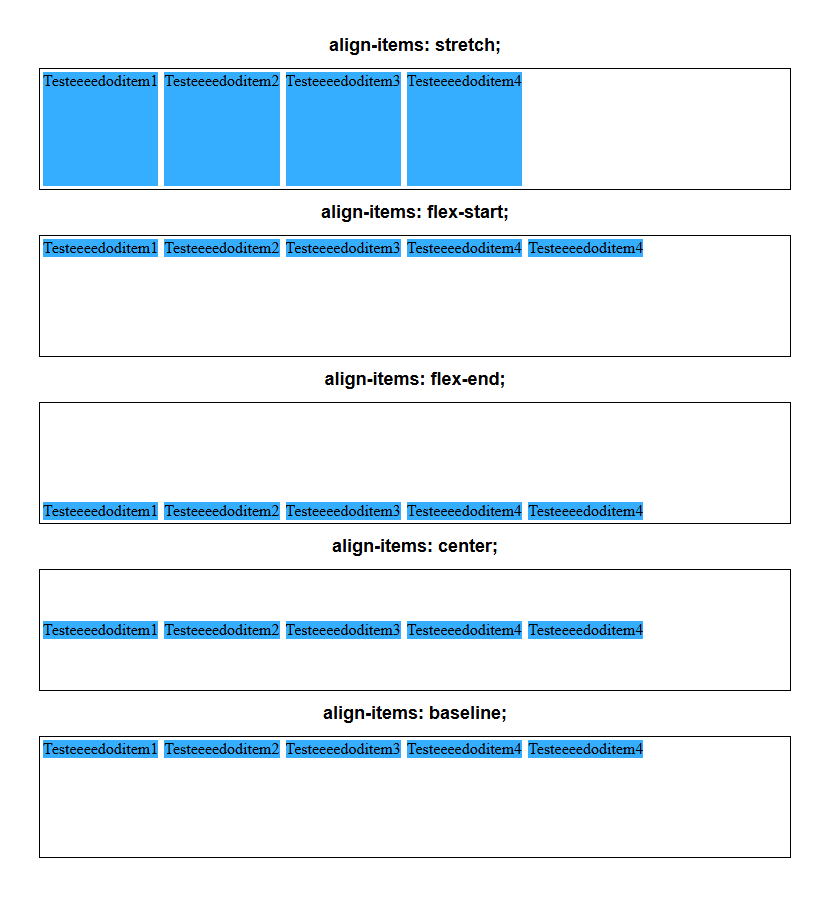 align-items: stretch;
Testeeeedoditem1 Testeeeedoditem2 Testeeeedoditem3 Testeeeedoditem4
align-items: flex-start;
Testeeeedoditem1 Testeeeedoditem2 Testeeeedoditem3 Testeeeedoditem4 Testeeeedoditem4
align-items: flex-end;
Testeeeedoditem1 Testeeeedoditem2 Testeeeedoditem3 Testeeeedoditem4 Testeeeedoditem4
align-items: center;
Testeeeedoditem1 Testeeeedoditem2 Testeeeedoditem3 Testeeeedoditem4 Testeeeedoditem4
align-items: baseline;
Testeeeedoditem1 Testeeeedoditem2 Testeeeedoditem3 Testeeeedoditem4 Testeeeedoditem4